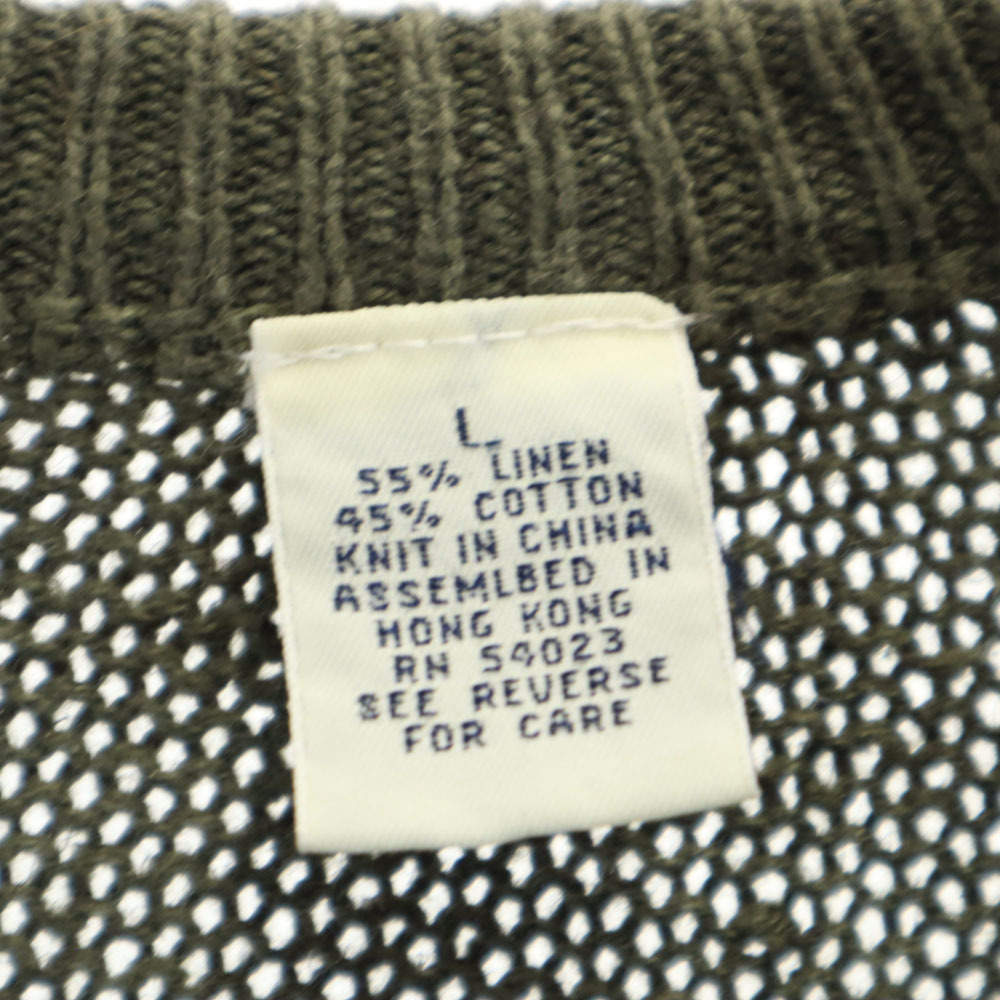 L
55% LINEN
45% COTTON
KNIT IN CHINA
ASSEMLBED IN
HONG KONG
RN 54023
SEE REVERSE
FOR CARE